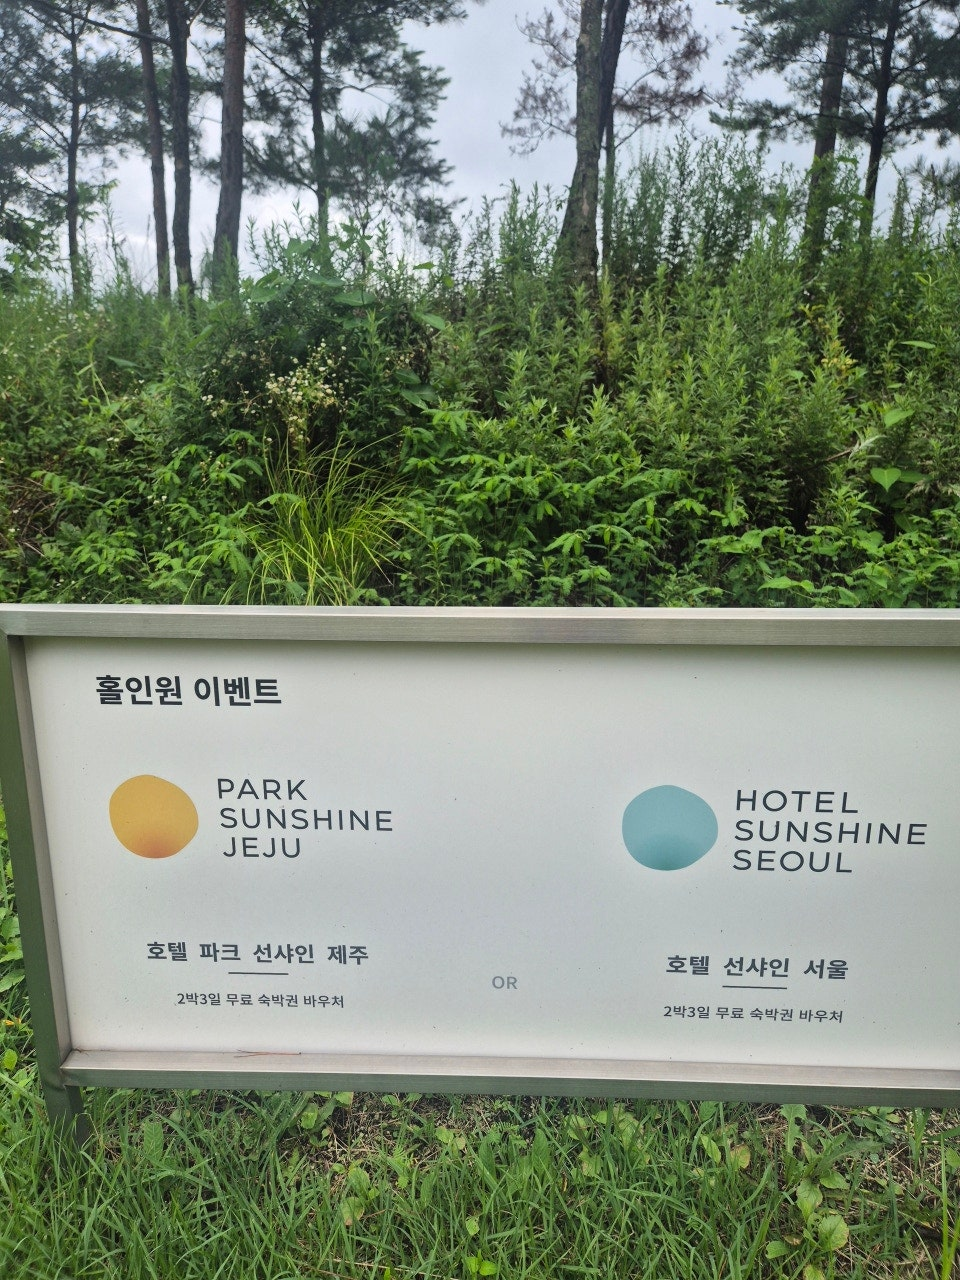 홀인원 이벤트
PARK
SUNSHINE
JEJU
호텔 파크 선샤인 제주
2박3일 무료 숙박권 바우처
OR
HOTEL
SUNSHINE
SEOUL
호텔 선샤인 서울
2박3일 무료 숙박권 바우처